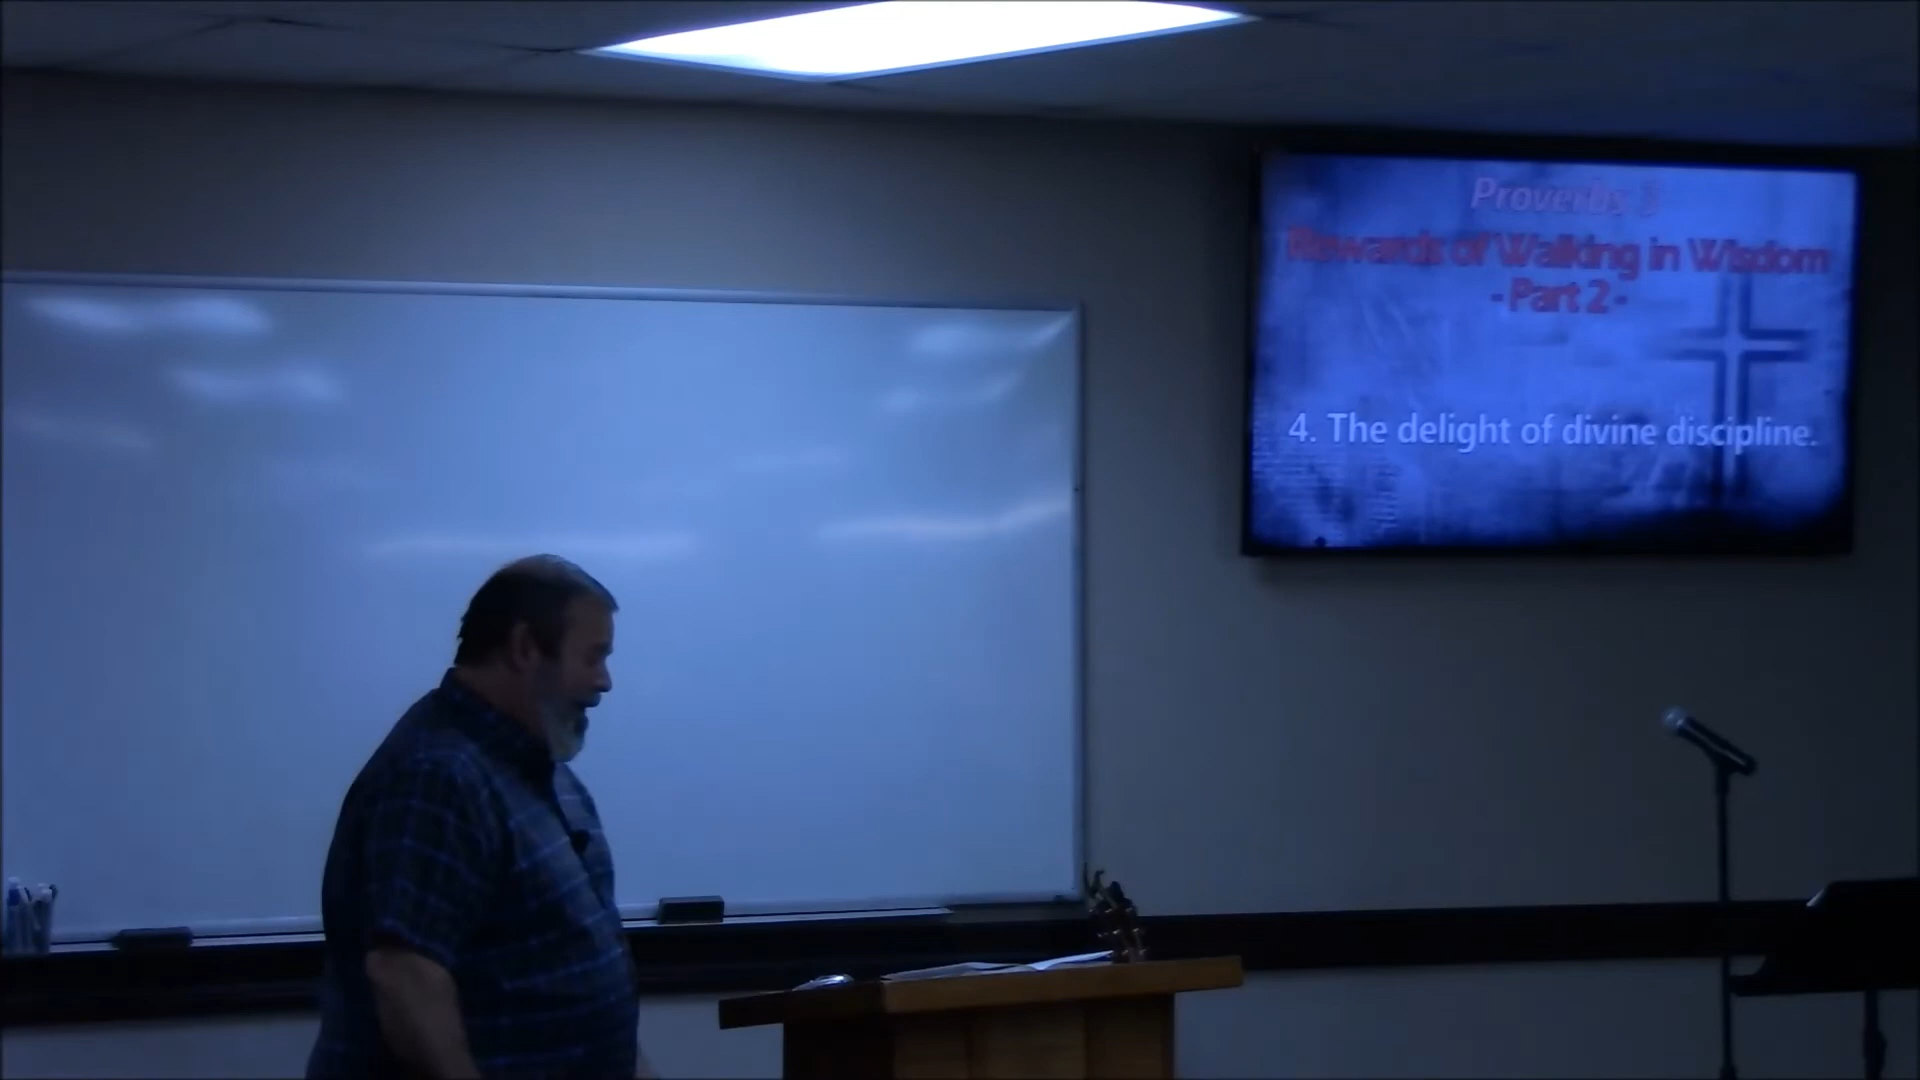 Proverbs 3
Rewards of Walking in Wisdom
- Part 2 -
4. The delight of divine discipline.